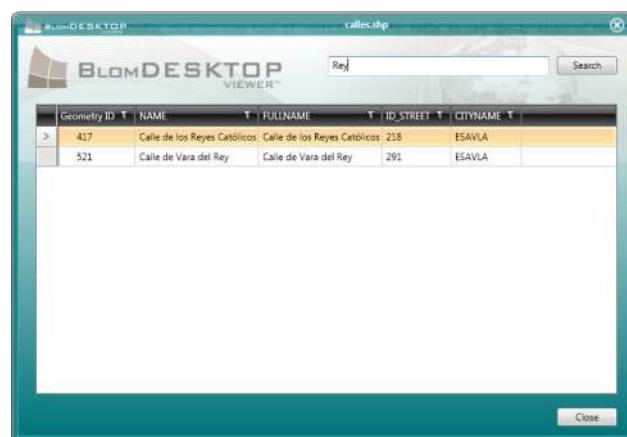 BLOMDESKTOP
VIEWER
calles.shp
BLOMDESKTOP
VIEWER™
Rey
Search
Geometry ID NAME FULLNAME ID_STREET CITYNAME
417 Calle de los Reyes Católicos Calle de los Reyes Católicos 218 ESAVLA
521 Calle de Vara del Rey Calle de Vara del Rey 291 ESAVLA
Close